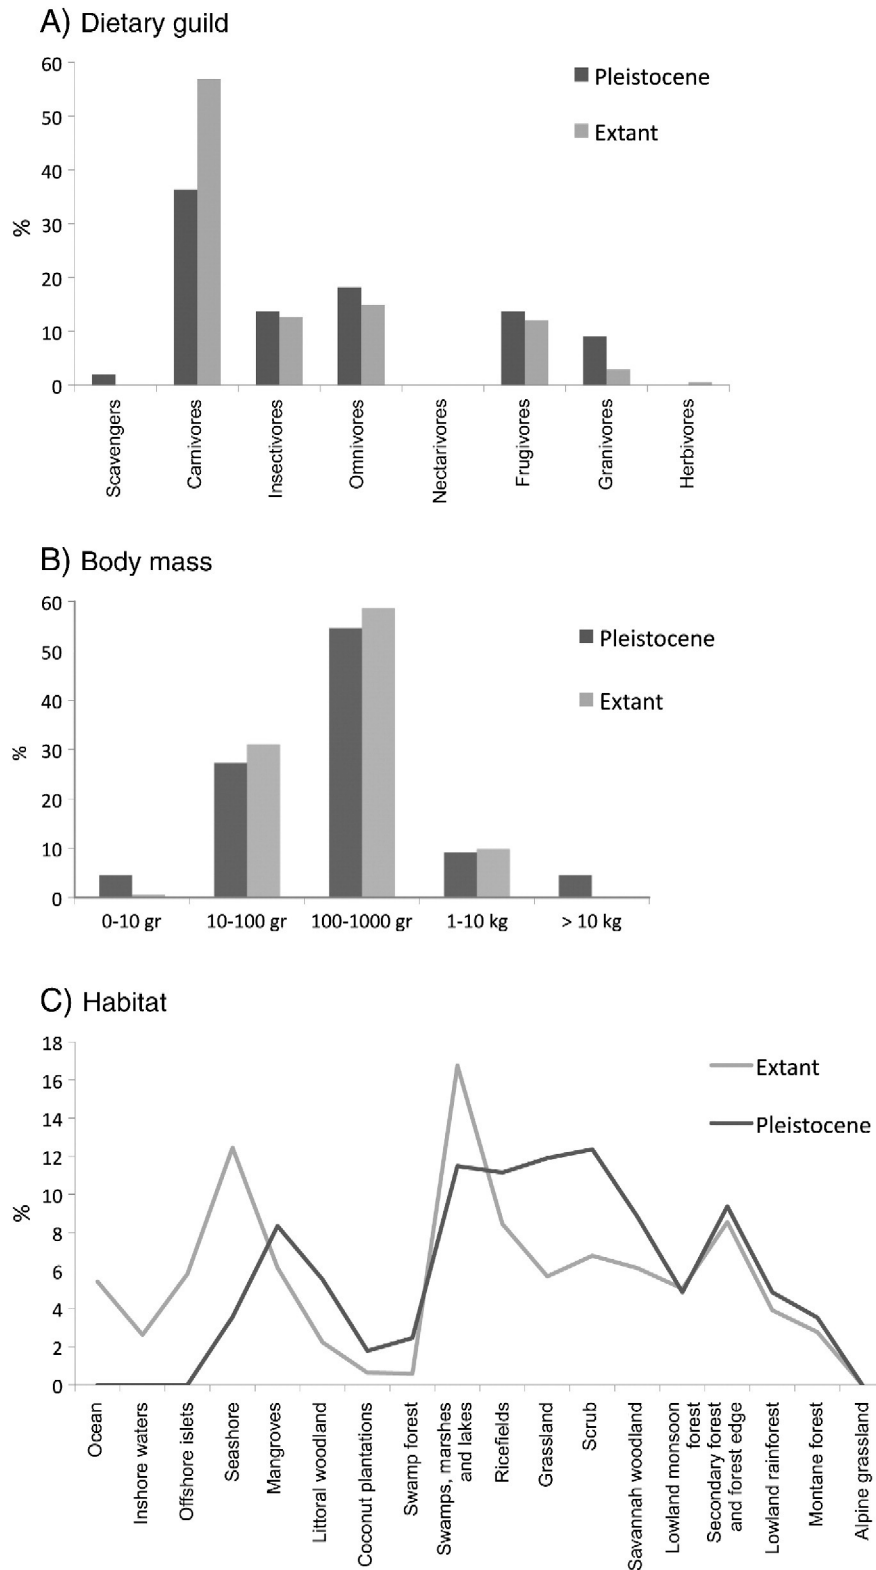 A) Dietary guild
60
50
40
30
20
10
0
%
Pleistocene
Extant
Scavengers
Carnivores
Insectivores
Omnivores
Nectarivores
Frugivores
Granivores
Herbivores
B) Body mass
60
50
40
30
20
10
0
%
Pleistocene
Extant
0-10 gr
10-100 gr
100-1000 gr
1-10 kg
> 10 kg
C) Habitat
18
16
14
12
10
8
6
4
2
0
%
Extant
Pleistocene
Ocean
Inshore waters
Offshore islets
Seashore
Mangroves
Littoral woodland
Coconut plantations
Swamp forest
Swamps, marshes
and lakes
Ricefields
Grassland
Scrub
Savannah woodland
Lowland monsoon
forest
Secondary forest
and forest edge
Lowland rainforest
Montane forest
Alpine grassland